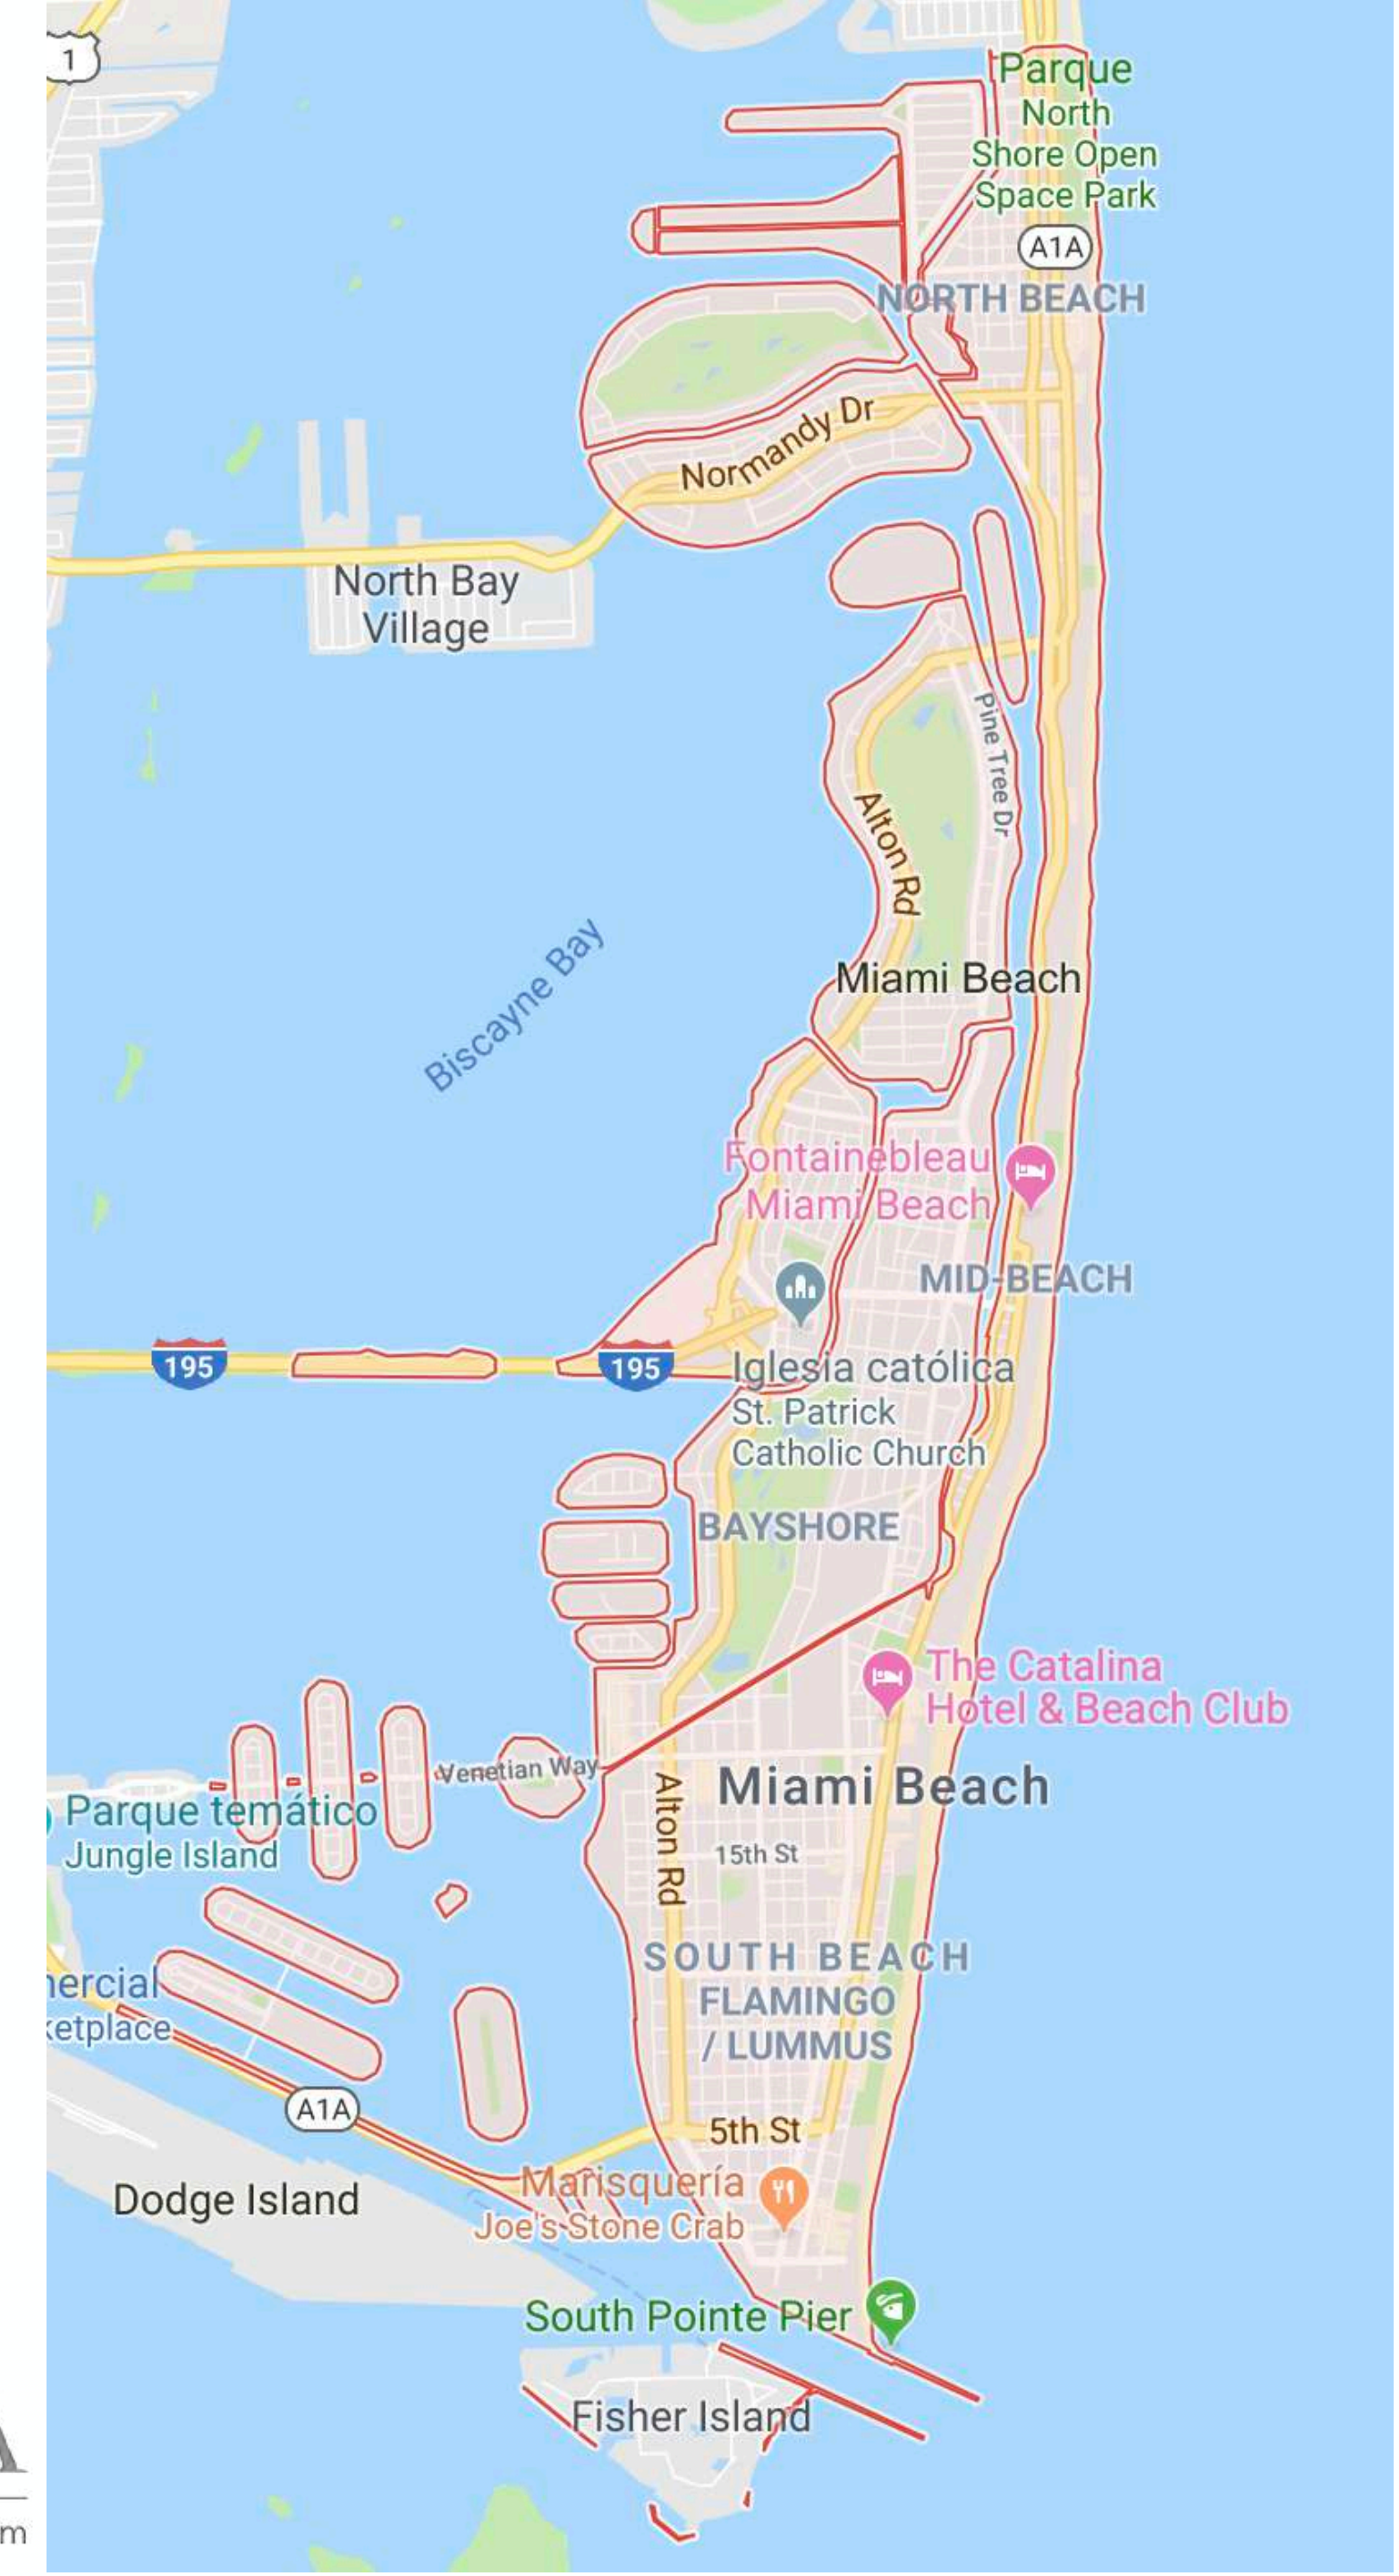 1
Parque
North
Shore Open
Space Park
A1A
NORTH BEACH
Normandy Dr
North Bay
Village
Pine Tree Dr
Alton Rd
Biscayne Bay
Miami Beach
Fontainebleau
Miami Beach
MID-BEACH
195
195
Iglesia católica
St. Patrick
Catholic Church
BAYSHORE
The Catalina
Hotel & Beach Club
Venetian Way
Miami Beach
Parque temático
Jungle Island
Alton Rd
15th St
SOUTH BEACH
FLAMINGO
/ LUMMUS
ercial
etplace
A1A
5th St
Marisquería
Joe's Stone Crab
Dodge Island
South Pointe Pier
Fisher Island
m